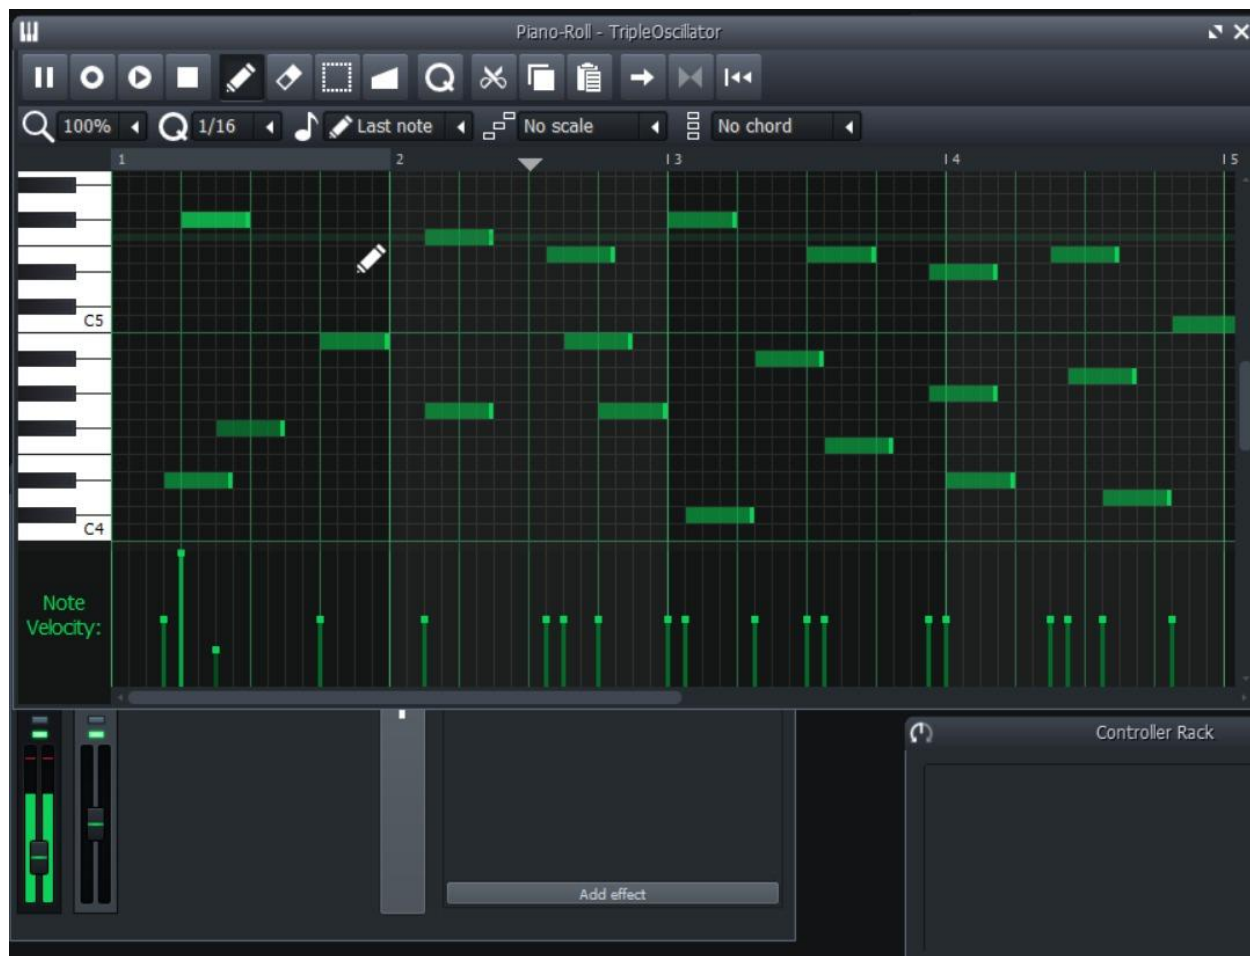 Piano-Roll - TripleOscillator
100% 1/16 Last note No scale No chord
1 2 3 4 5
C5
C4
Note
Velocity:
Controller Rack
Add effect